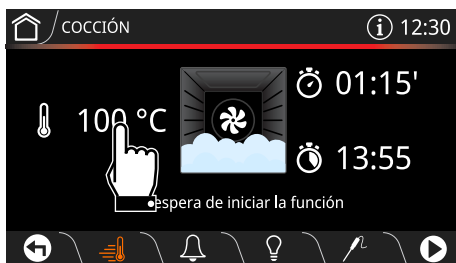 COCCIÓN
12:30
100 °C
01:15'
13:55
espera de iniciar la función